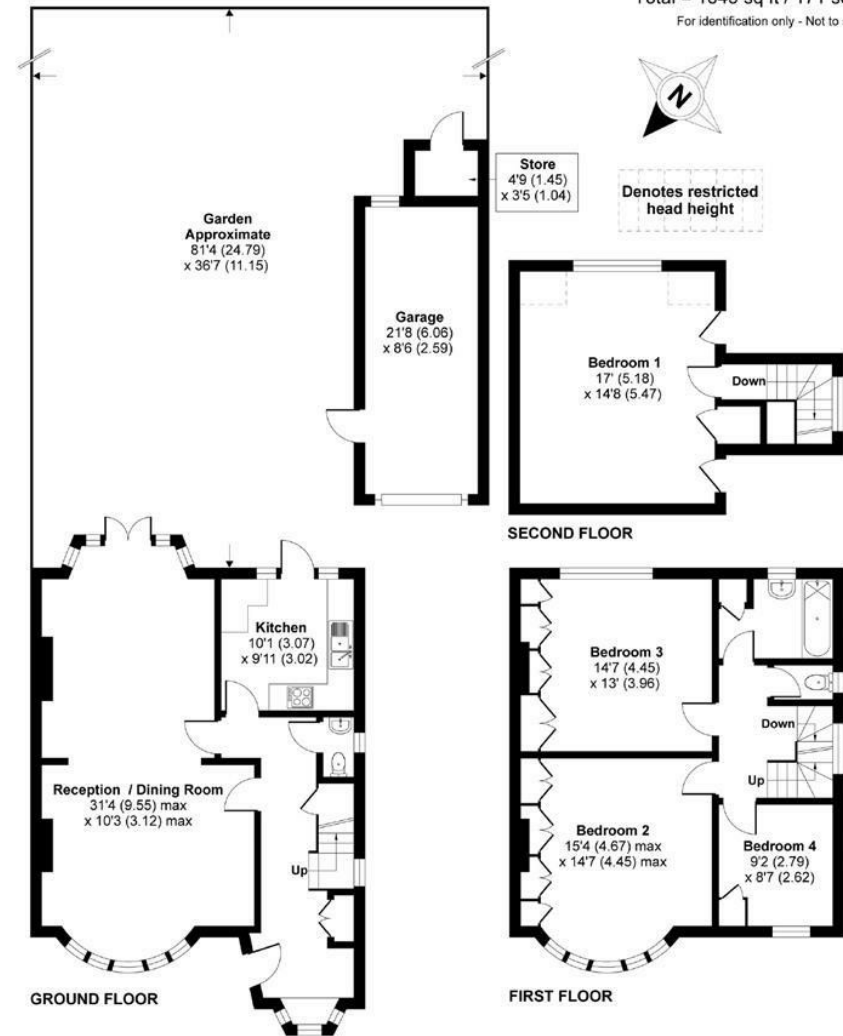 For identification only - Not to
N
Store
4'9 (1.45)
x 3'5 (1.04)
Denotes restricted
head height
Garden
Approximate
81'4 (24.79)
x 36'7 (11.15)
Garage
21'8 (6.06)
x 8'6 (2.59)
Bedroom 1
17' (5.18)
x 14'8 (5.47)
Down
SECOND FLOOR
Kitchen
10'1 (3.07)
x 9'11 (3.02)
Reception / Dining Room
31'4 (9.55) max
x 10'3 (3.12) max
Up
GROUND FLOOR
Bedroom 3
14'7 (4.45)
x 13' (3.96)
Down
Up
Bedroom 2
15'4 (4.67) max
x 14'7 (4.45) max
Bedroom 4
9'2 (2.79)
x 8'7 (2.62)
FIRST FLOOR